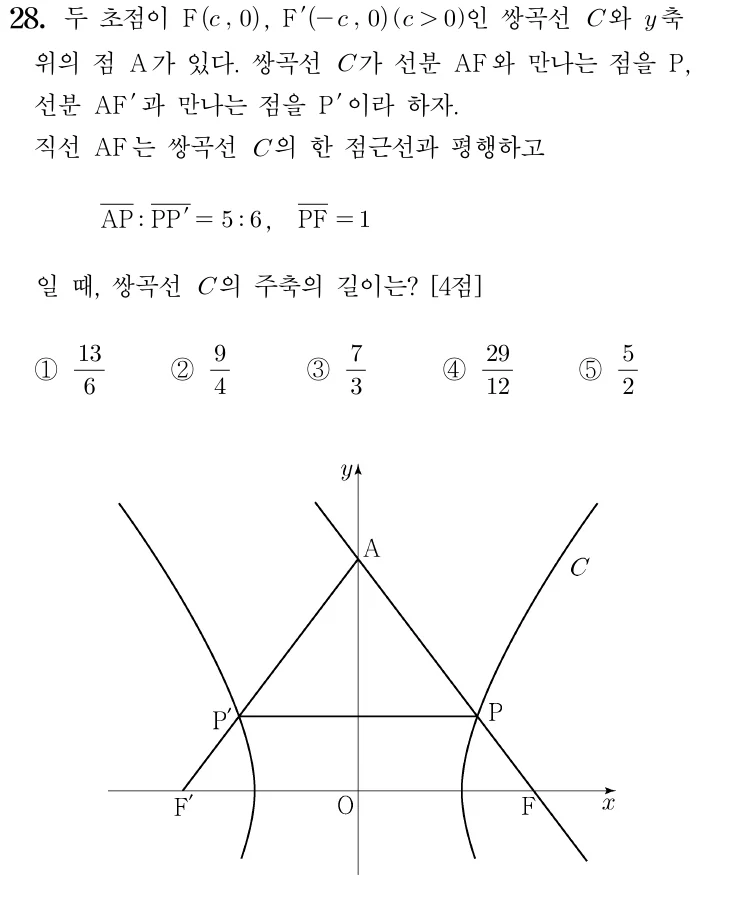 28. 두 초점이 F(c, 0), F′(−c, 0)(c>0)인 쌍곡선 C와 y축
위의 점 A가 있다. 쌍곡선 C가 선분 AF와 만나는 점을 P,
선분 AF′과 만나는 점을 P′이라 하자.
직선 AF는 쌍곡선 C의 한 점근선과 평행하고
A̅P̅ : P̅P̅′̅ = 5 : 6, P̅F̅ = 1
일 때, 쌍곡선 C의 주축의 길이는? [4점]
① 13/6 ② 9/4 ③ 7/3 ④ 29/12 ⑤ 5/2
y
A
C
P′ P
F′ O F x